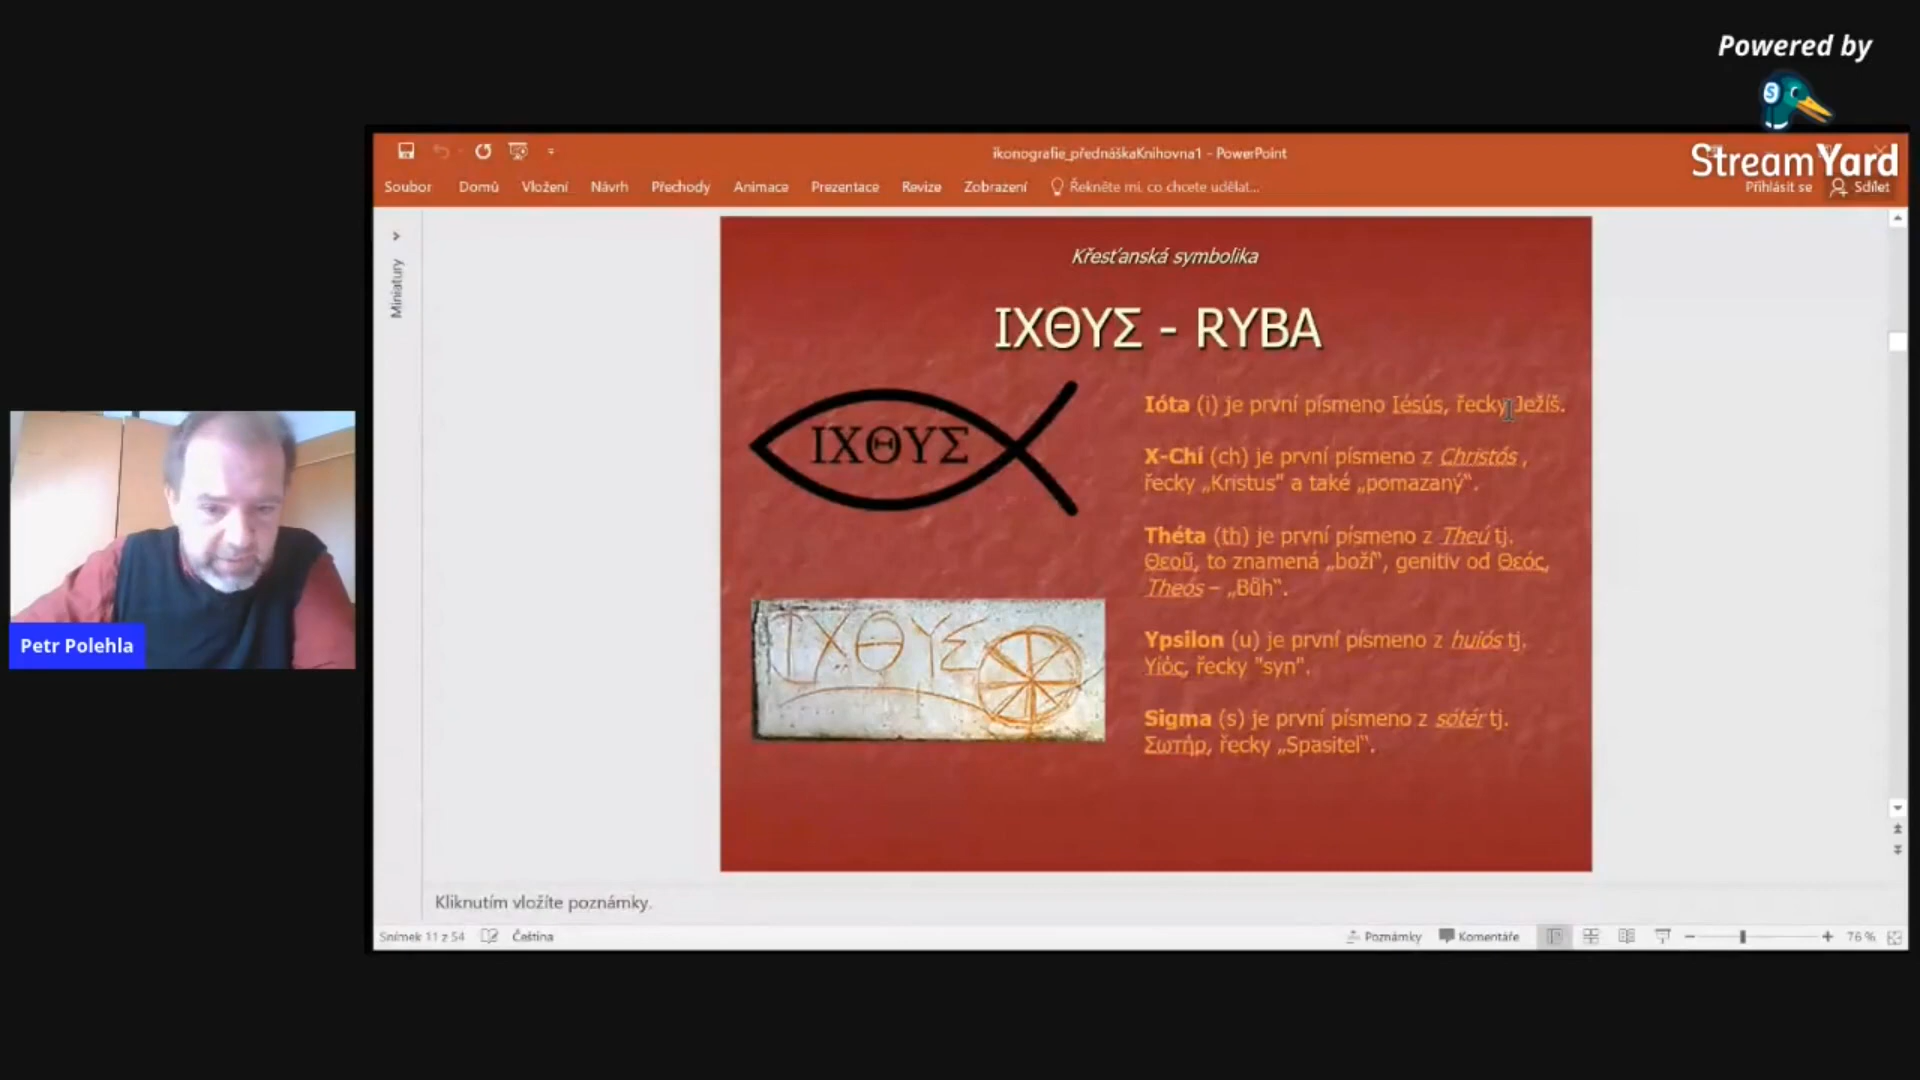 Powered by
StreamYard
ikonografie_přednáškaKnihovna1 - PowerPoint
Soubor Domů Vložení Návrh Přechody Animace Prezentace Revize Zobrazení Řekněte mi, co chcete udělat... Přihlásit se Sdílet
Miniatury
Křesťanská symbolika
ΙΧΘΥΣ - RYBA
ΙΧΘΥΣ
Ióta (i) je první písmeno Iésús, řecky Ježíš.
X-Chí (ch) je první písmeno z Christós ,
řecky „Kristus" a také „pomazaný“.
Théta (th) je první písmeno z Theú tj.
Θεοῦ, to znamená „boží“, genitiv od Θεός,
Theós – „Bůh“.
Ypsilon (u) je první písmeno z huiós tj.
Υἱός, řecky "syn".
Sigma (s) je první písmeno z sótér tj.
Σωτήρ, řecky „Spasitel“.
ΙΧΘΥΣ
Petr Polehla
Kliknutím vložíte poznámky.
Snímek 11 z 54 Čeština Poznámky Komentáře 76 %